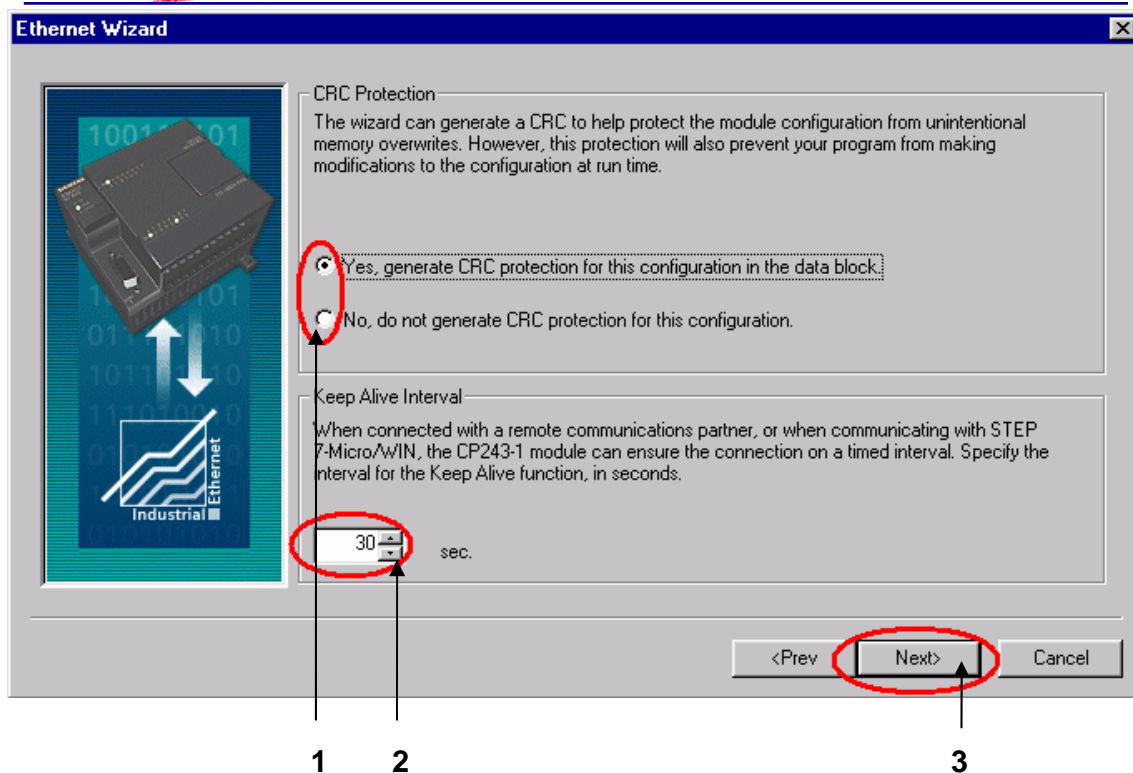 Ethernet Wizard
CRC Protection
The wizard can generate a CRC to help protect the module configuration from unintentional
memory overwrites. However, this protection will also prevent your program from making
modifications to the configuration at run time.
Yes, generate CRC protection for this configuration in the data block.
No, do not generate CRC protection for this configuration.
Keep Alive Interval
When connected with a remote communications partner, or when communicating with STEP
7-Micro/WIN, the CP243-1 module can ensure the connection on a timed interval. Specify the
interval for the Keep Alive function, in seconds.
30
sec.
Industrial
Ethernet
<Prev
Next>
Cancel
1
2
3